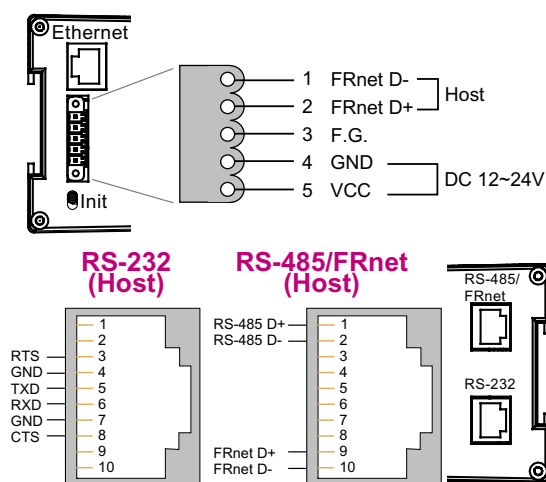 Ethernet
1 FRnet D-
2 FRnet D+
Host
3 F.G.
4 GND
5 VCC
DC 12~24V
Init
RS-232
(Host)
1
2
RTS 3
GND 4
TXD 5
RXD 6
GND 7
CTS 8
9
10
RS-485/FRnet
(Host)
RS-485 D+ 1
RS-485 D- 2
3
4
5
6
7
8
FRnet D+ 9
FRnet D- 10
RS-485/
FRnet
RS-232